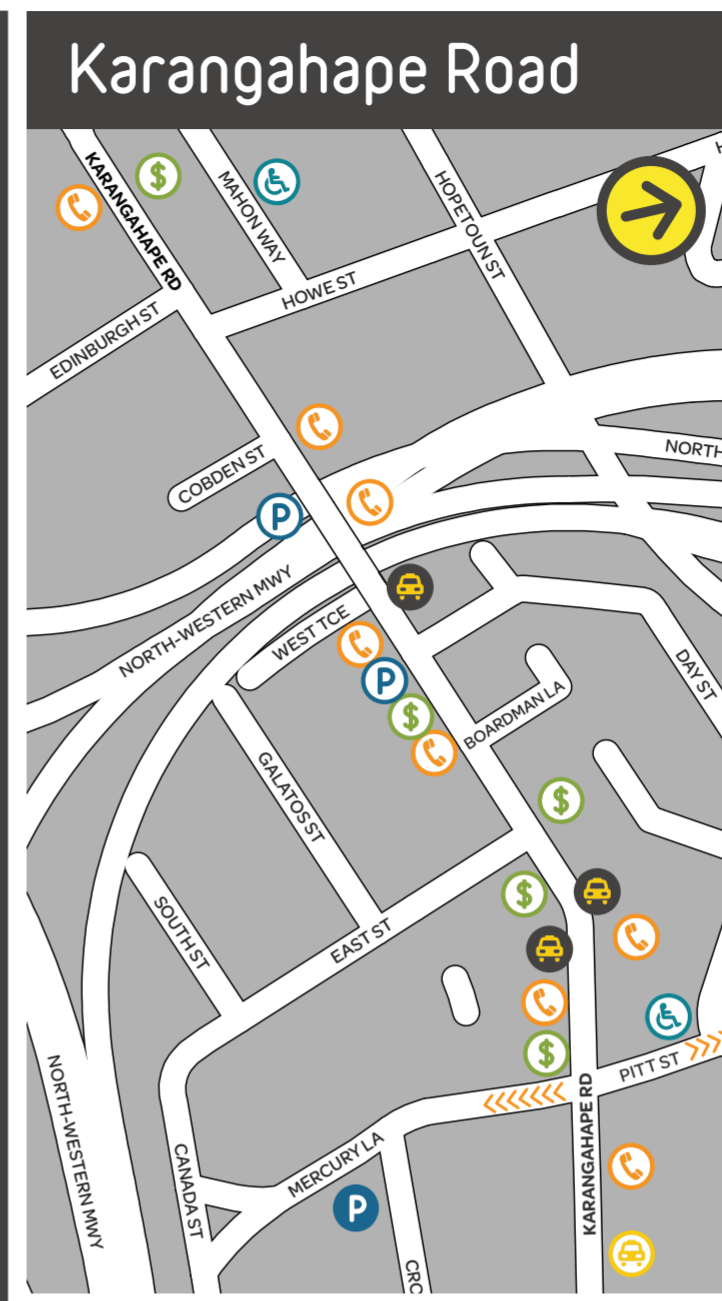 Karangahape Road
KARANGAHAPE RD
$
MAHON WAY
HOPETOUN ST
HOWE ST
EDINBURGH ST
COBDEN ST
NORTH
P
NORTH-WESTERN MWY
WEST TCE
P
$
BOARDMAN LA
DAY ST
GALATOS ST
$
$
SOUTH ST
EAST ST
$
PITT ST
NORTH-WESTERN MWY
KARANGAHAPE RD
MERCURY LA
CANADA ST
P
CRO